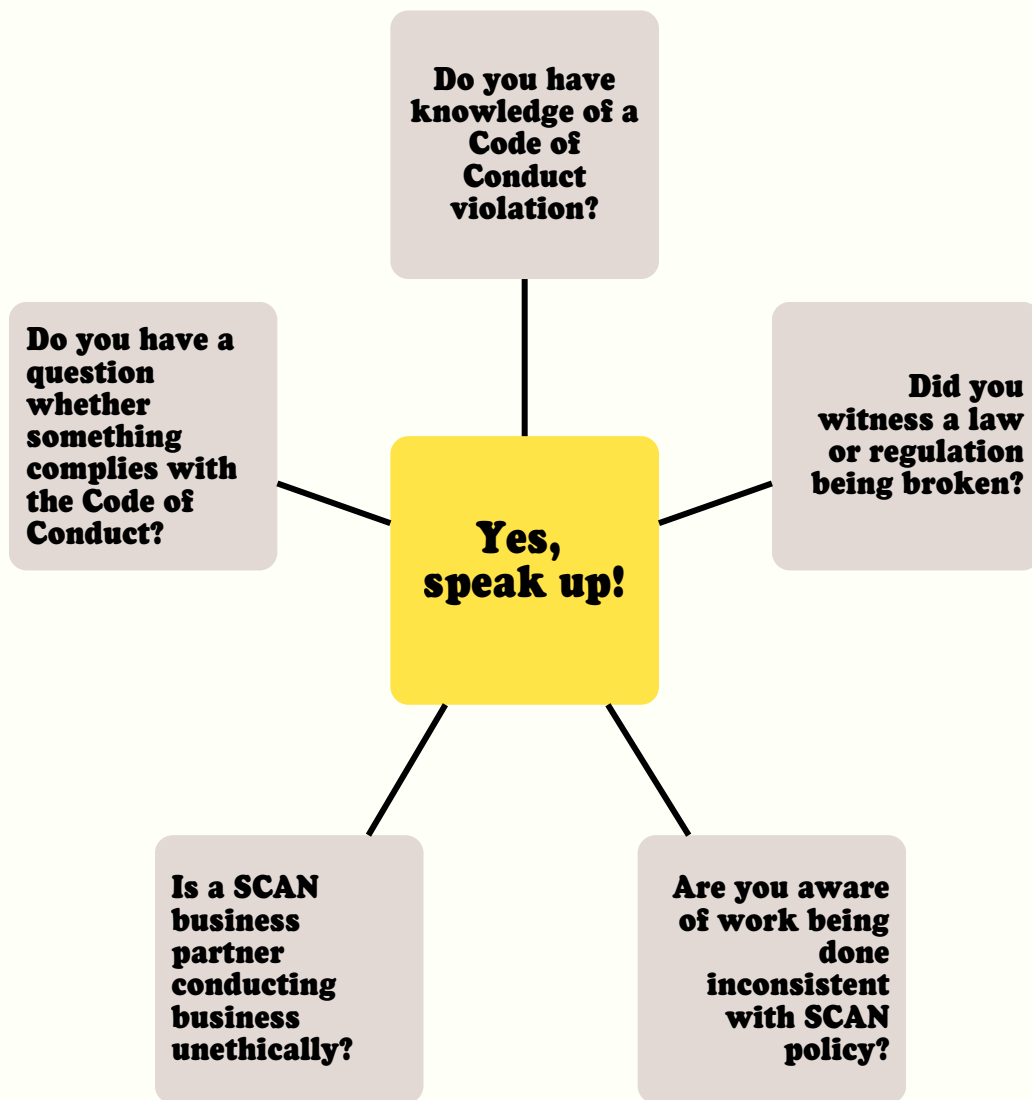 Do you have
knowledge of a
Code of
Conduct
violation?
Do you have a
question
whether
something
complies with
the Code of
Conduct?
Did you
witness a law
or regulation
being broken?
Yes,
speak up!
Is a SCAN
business
partner
conducting
business
unethically?
Are you aware
of work being
done
inconsistent
with SCAN
policy?